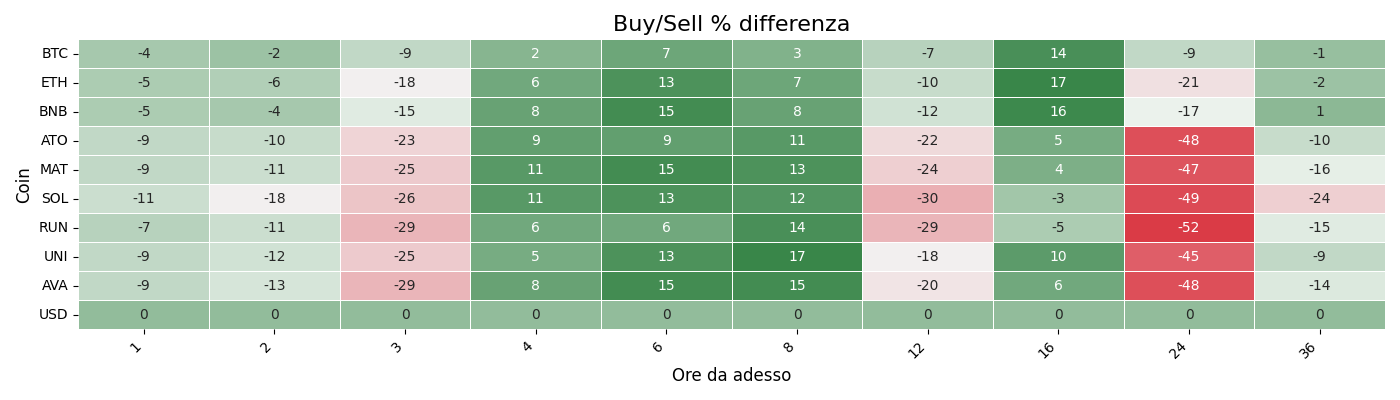 Buy/Sell % differenza
Coin
BTC -4 -2 -9 2 7 3 -7 14 -9 -1
ETH -5 -6 -18 6 13 7 -10 17 -21 -2
BNB -5 -4 -15 8 15 8 -12 16 -17 1
ATO -9 -10 -23 9 9 11 -22 5 -48 -10
MAT -9 -11 -25 11 15 13 -24 4 -47 -16
SOL -11 -18 -26 11 13 12 -30 -3 -49 -24
RUN -7 -11 -29 6 6 14 -29 -5 -52 -15
UNI -9 -12 -25 5 13 17 -18 10 -45 -9
AVA -9 -13 -29 8 15 15 -20 6 -48 -14
USD 0 0 0 0 0 0 0 0 0 0
1 2 3 4 6 8 12 16 24 36
Ore da adesso